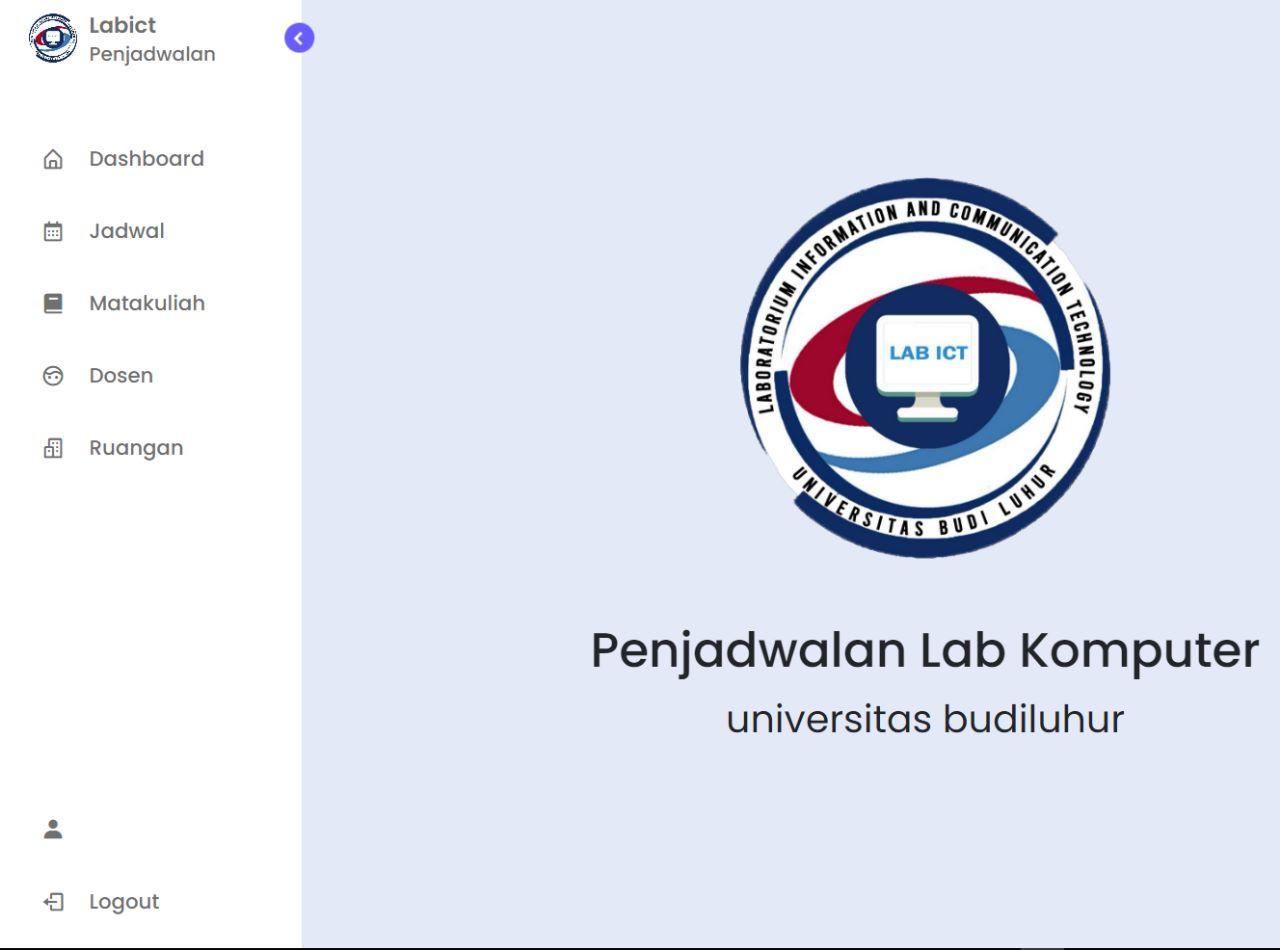 Labict
Penjadwalan
Dashboard
Jadwal
Matakuliah
Dosen
Ruangan
Logout
LABORATORIUM INFORMATION AND COMMUNICATION TECHNOLOGY
LAB ICT
UNIVERSITAS BUDI LUHUR
Penjadwalan Lab Komputer
universitas budiluhur